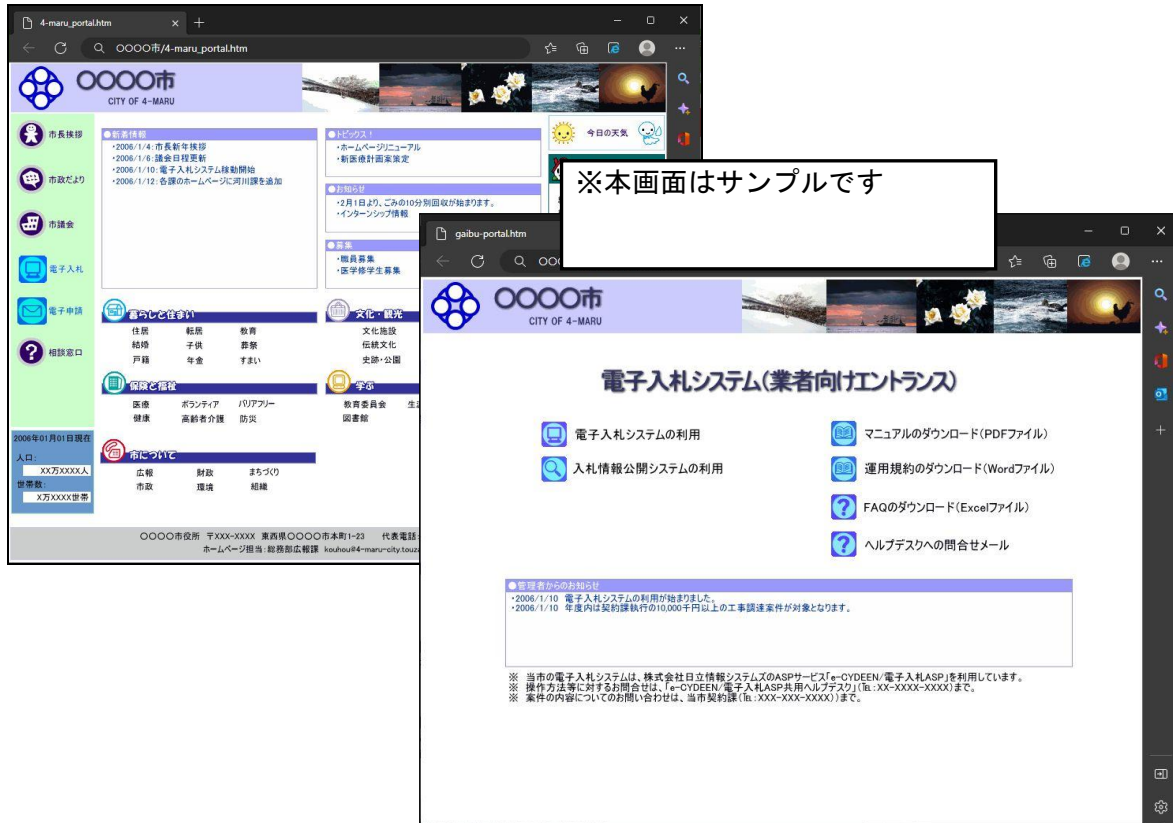 4-maru_portal.htm
〇〇〇〇市/4-maru_portal.htm
〇〇〇〇市
CITY OF 4-MARU
市長挨拶
市政だより
市議会
電子入札
電子申請
相談窓口
2006年01月01日現在
人口:
XX万XXXX人
世帯数:
X万XXXX世帯
●新着情報
・2006/1/4:市長新年挨拶
・2006/1/6:議会日程更新
・2006/1/10:電子入札システム稼動開始
・2006/1/12:各課のホームページに河川課を追加
●トピックス!
・ホームページリニューアル
・新医療計画案策定
●お知らせ
・2月1日より、ごみの10分別回収が始まります。
・インターンシップ情報
●募集
・職員募集
・医学修学生募集
今日の天気
暮らしと住まい
住居 転居 教育
結婚 子供 葬祭
戸籍 年金 すまい
文化・観光
文化施設
伝統文化
史跡・公園
保険と福祉
医療 ボランティア バリアフリー
健康 高齢者介護 防災
学ぶ
教育委員会
図書館
市について
広報 財政 まちづくり
市政 環境 組織
〇〇〇〇市役所 〒XXX-XXXX 東西県〇〇〇〇市本町1-23 代表電話:
ホームページ担当:総務部広報課 kouhou#4-maru-city.touza
※本画面はサンプルです
gaibu-portal.htm
〇〇〇〇市
CITY OF 4-MARU
電子入札システム(業者向けエントランス)
電子入札システムの利用
入札情報公開システムの利用
マニュアルのダウンロード(PDFファイル)
運用規約のダウンロード(Wordファイル)
FAQのダウンロード(Excelファイル)
ヘルプデスクへの問合せメール
●管理者からのお知らせ
・2006/1/10 電子入札システムの利用が始まりました。
・2006/1/10 年度内は契約課執行の10,000千円以上の工事調達案件が対象となります。
※ 当市の電子入札システムは、株式会社日立情報システムズのASPサービス「e-CYDEEN/電子入札ASP」を利用しています。
※ 操作方法等に対するお問合せは、「e-CYDEEN/電子入札ASP共用ヘルプデスク」(℡:XX-XXXX-XXXX)まで。
※ 案件の内容についてのお問い合わせは、当市契約課(℡:XXX-XXX-XXXX))まで。